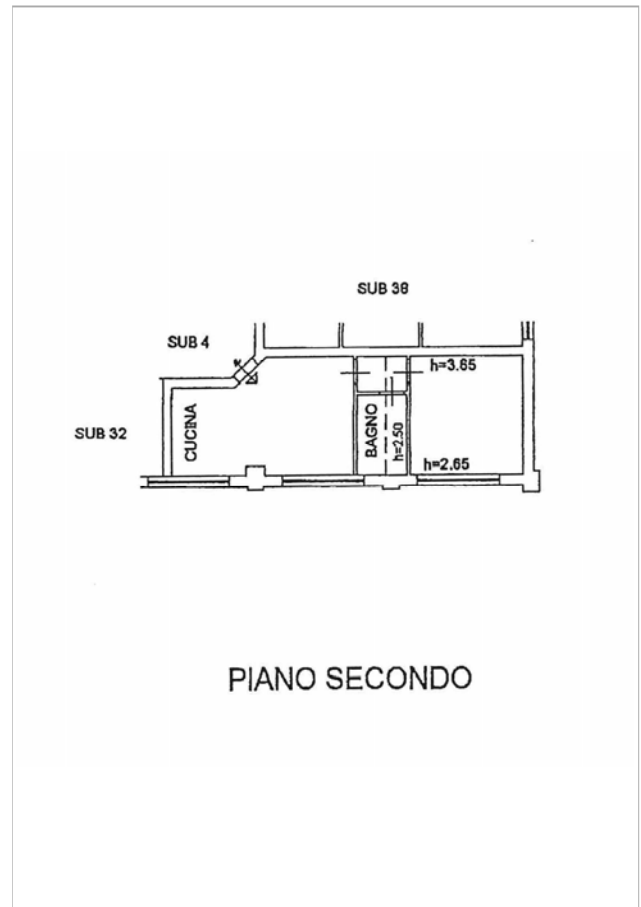 SUB 38
SUB 4
h=3.65
SUB 32
CUCINA
BAGNO
h=2.50
h=2.65
PIANO SECONDO